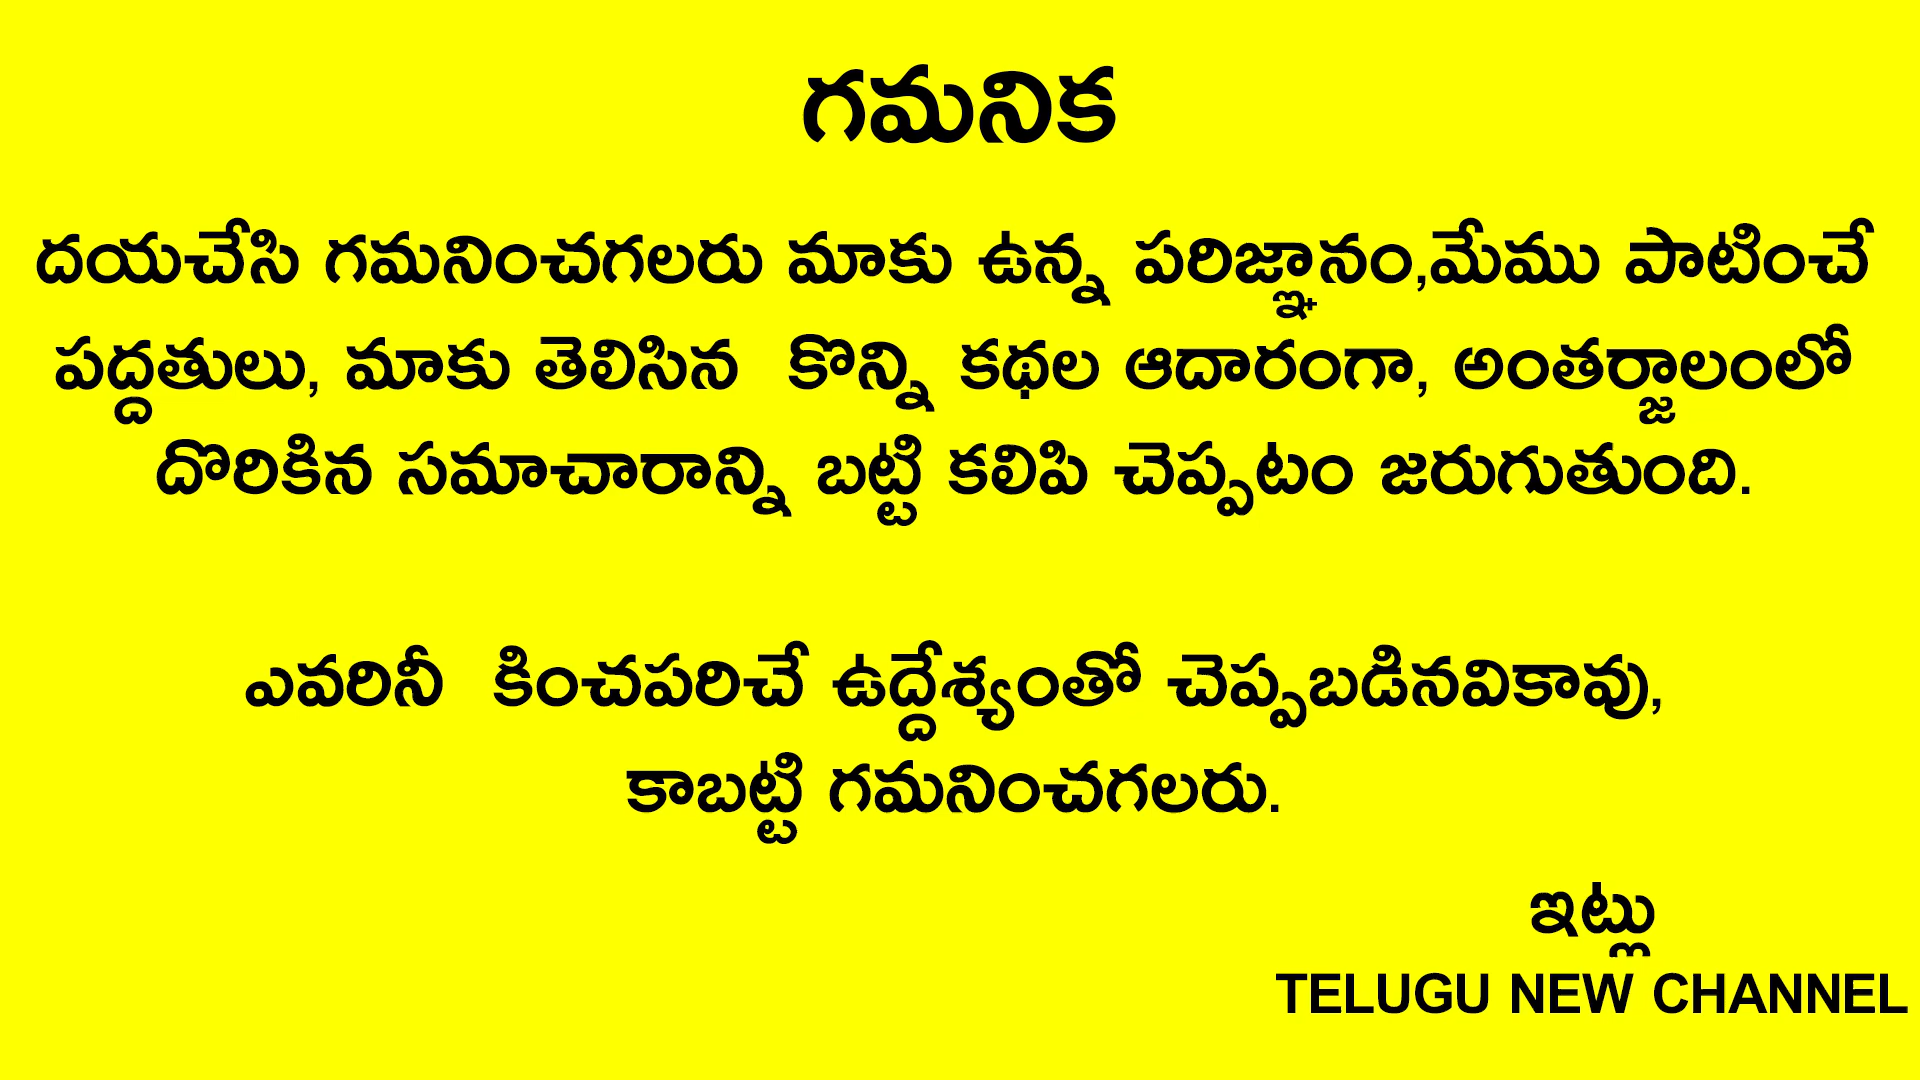 గమనిక
దయచేసి గమనించగలరు మాకు ఉన్న పరిజ్ఞానం,మేము పాటించే
పద్దతులు, మాకు తెలిసిన కొన్ని కథల ఆదారంగా, అంతర్జాలంలో
దొరికిన సమాచారాన్ని బట్టి కలిపి చెప్పటం జరుగుతుంది.
ఎవరినీ కించపరిచే ఉద్దేశ్యంతో చెప్పబడినవికావు,
కాబట్టి గమనించగలరు.
ఇట్లు
TELUGU NEW CHANNEL